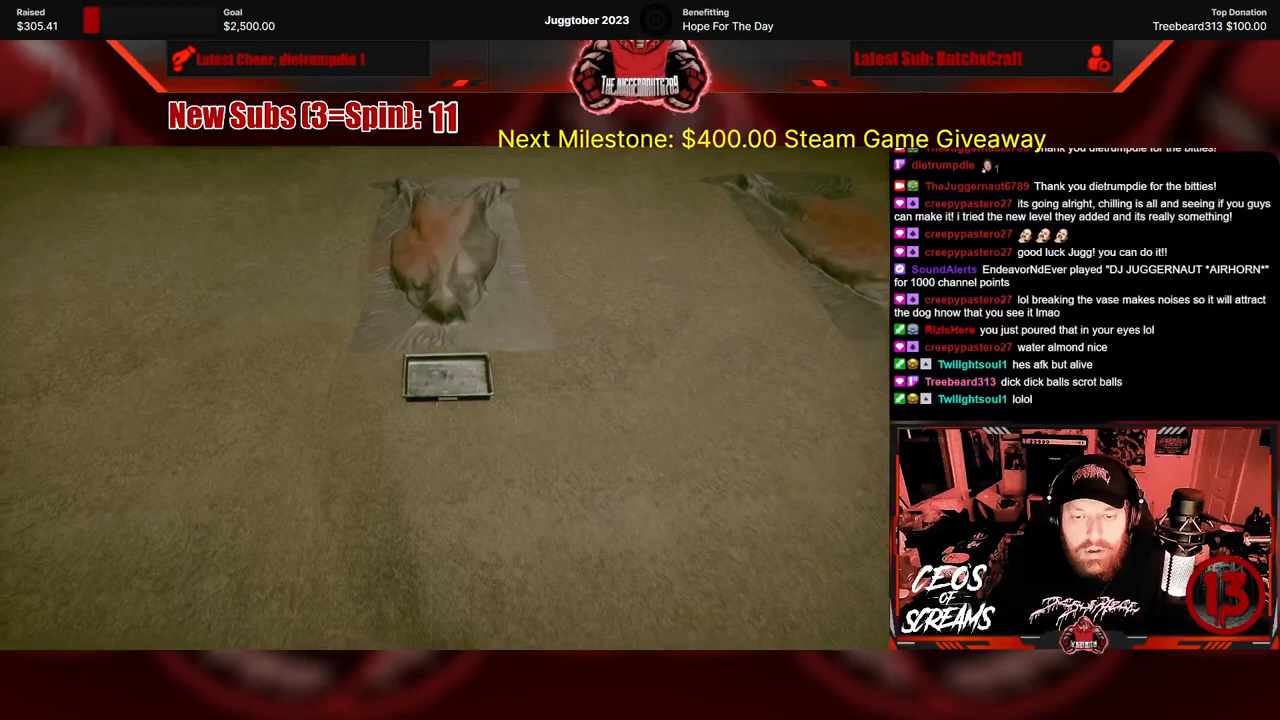 Raised
$305.41
Goal
$2,500.00
Juggtober 2023
Benefitting
Hope For The Day
Top Donation
Treebeard313 $100.00
Latest Cheer: dietrumpdie 1
THEJUGGERNAUT6789
Latest Sub: ButchxCraft
New Subs (3=Spin): 11
Next Milestone: $400.00 Steam Game Giveaway
TheJuggernaut6789 Thank you dietrumpdie for the bitties!
dietrumpdie 1
TheJuggernaut6789 Thank you dietrumpdie for the bitties!
creepypastero27 its going alright, chilling is all and seeing if you guys
can make it! i tried the new level they added and its really something!
creepypastero27
creepypastero27 good luck Jugg! you can do it!!
SoundAlerts EndeavorNdEver played "DJ JUGGERNAUT *AIRHORN*"
for 1000 channel points
creepypastero27 lol breaking the vase makes noises so it will attract
the dog hnow that you see it lmao
RizIsHere you just poured that in your eyes lol
creepypastero27 water almond nice
Twilightsoul1 hes afk but alive
Treebeard313 dick dick balls scrot balls
Twilightsoul1 lolol
CEOS
OF
SCREAMS
13